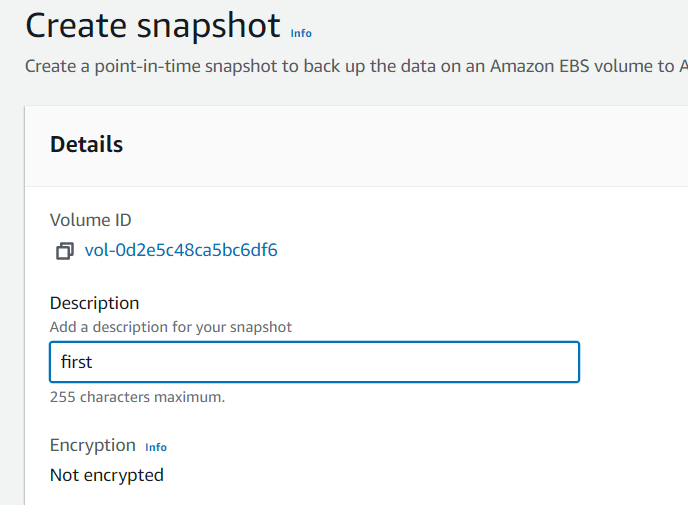 Create snapshot Info
Create a point-in-time snapshot to back up the data on an Amazon EBS volume to A
Details
Volume ID
vol-0d2e5c48ca5bc6df6
Description
Add a description for your snapshot
first
255 characters maximum.
Encryption Info
Not encrypted